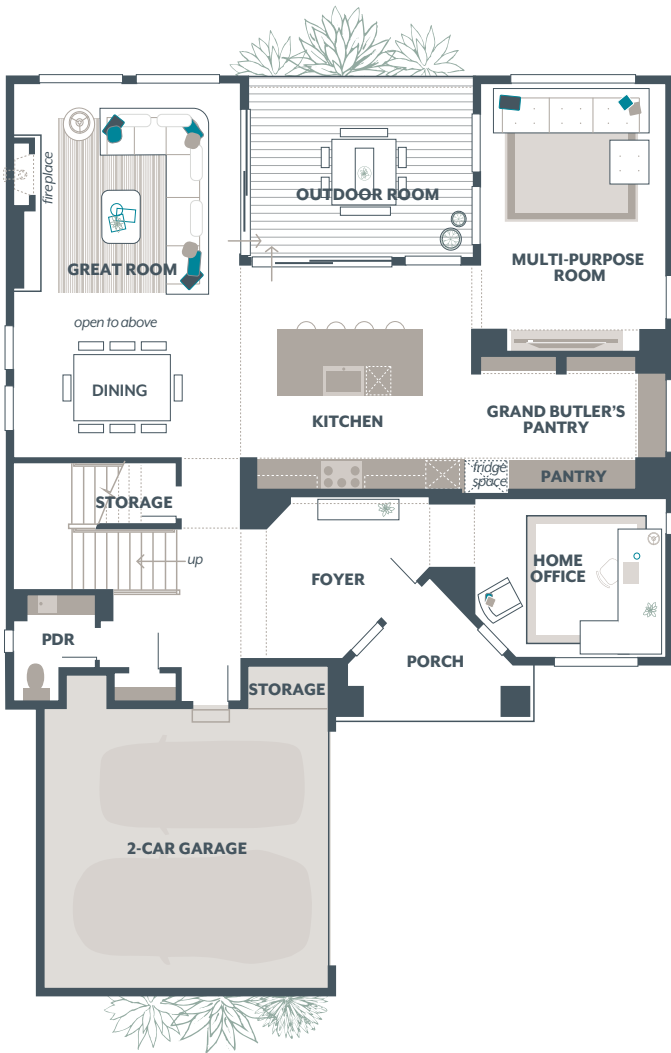 OUTDOOR ROOM
fireplace
GREAT ROOM
MULTI-PURPOSE
ROOM
open to above
DINING
KITCHEN
GRAND BUTLER'S
PANTRY
fridge
space
PANTRY
STORAGE
up
FOYER
HOME
OFFICE
PDR
PORCH
STORAGE
2-CAR GARAGE